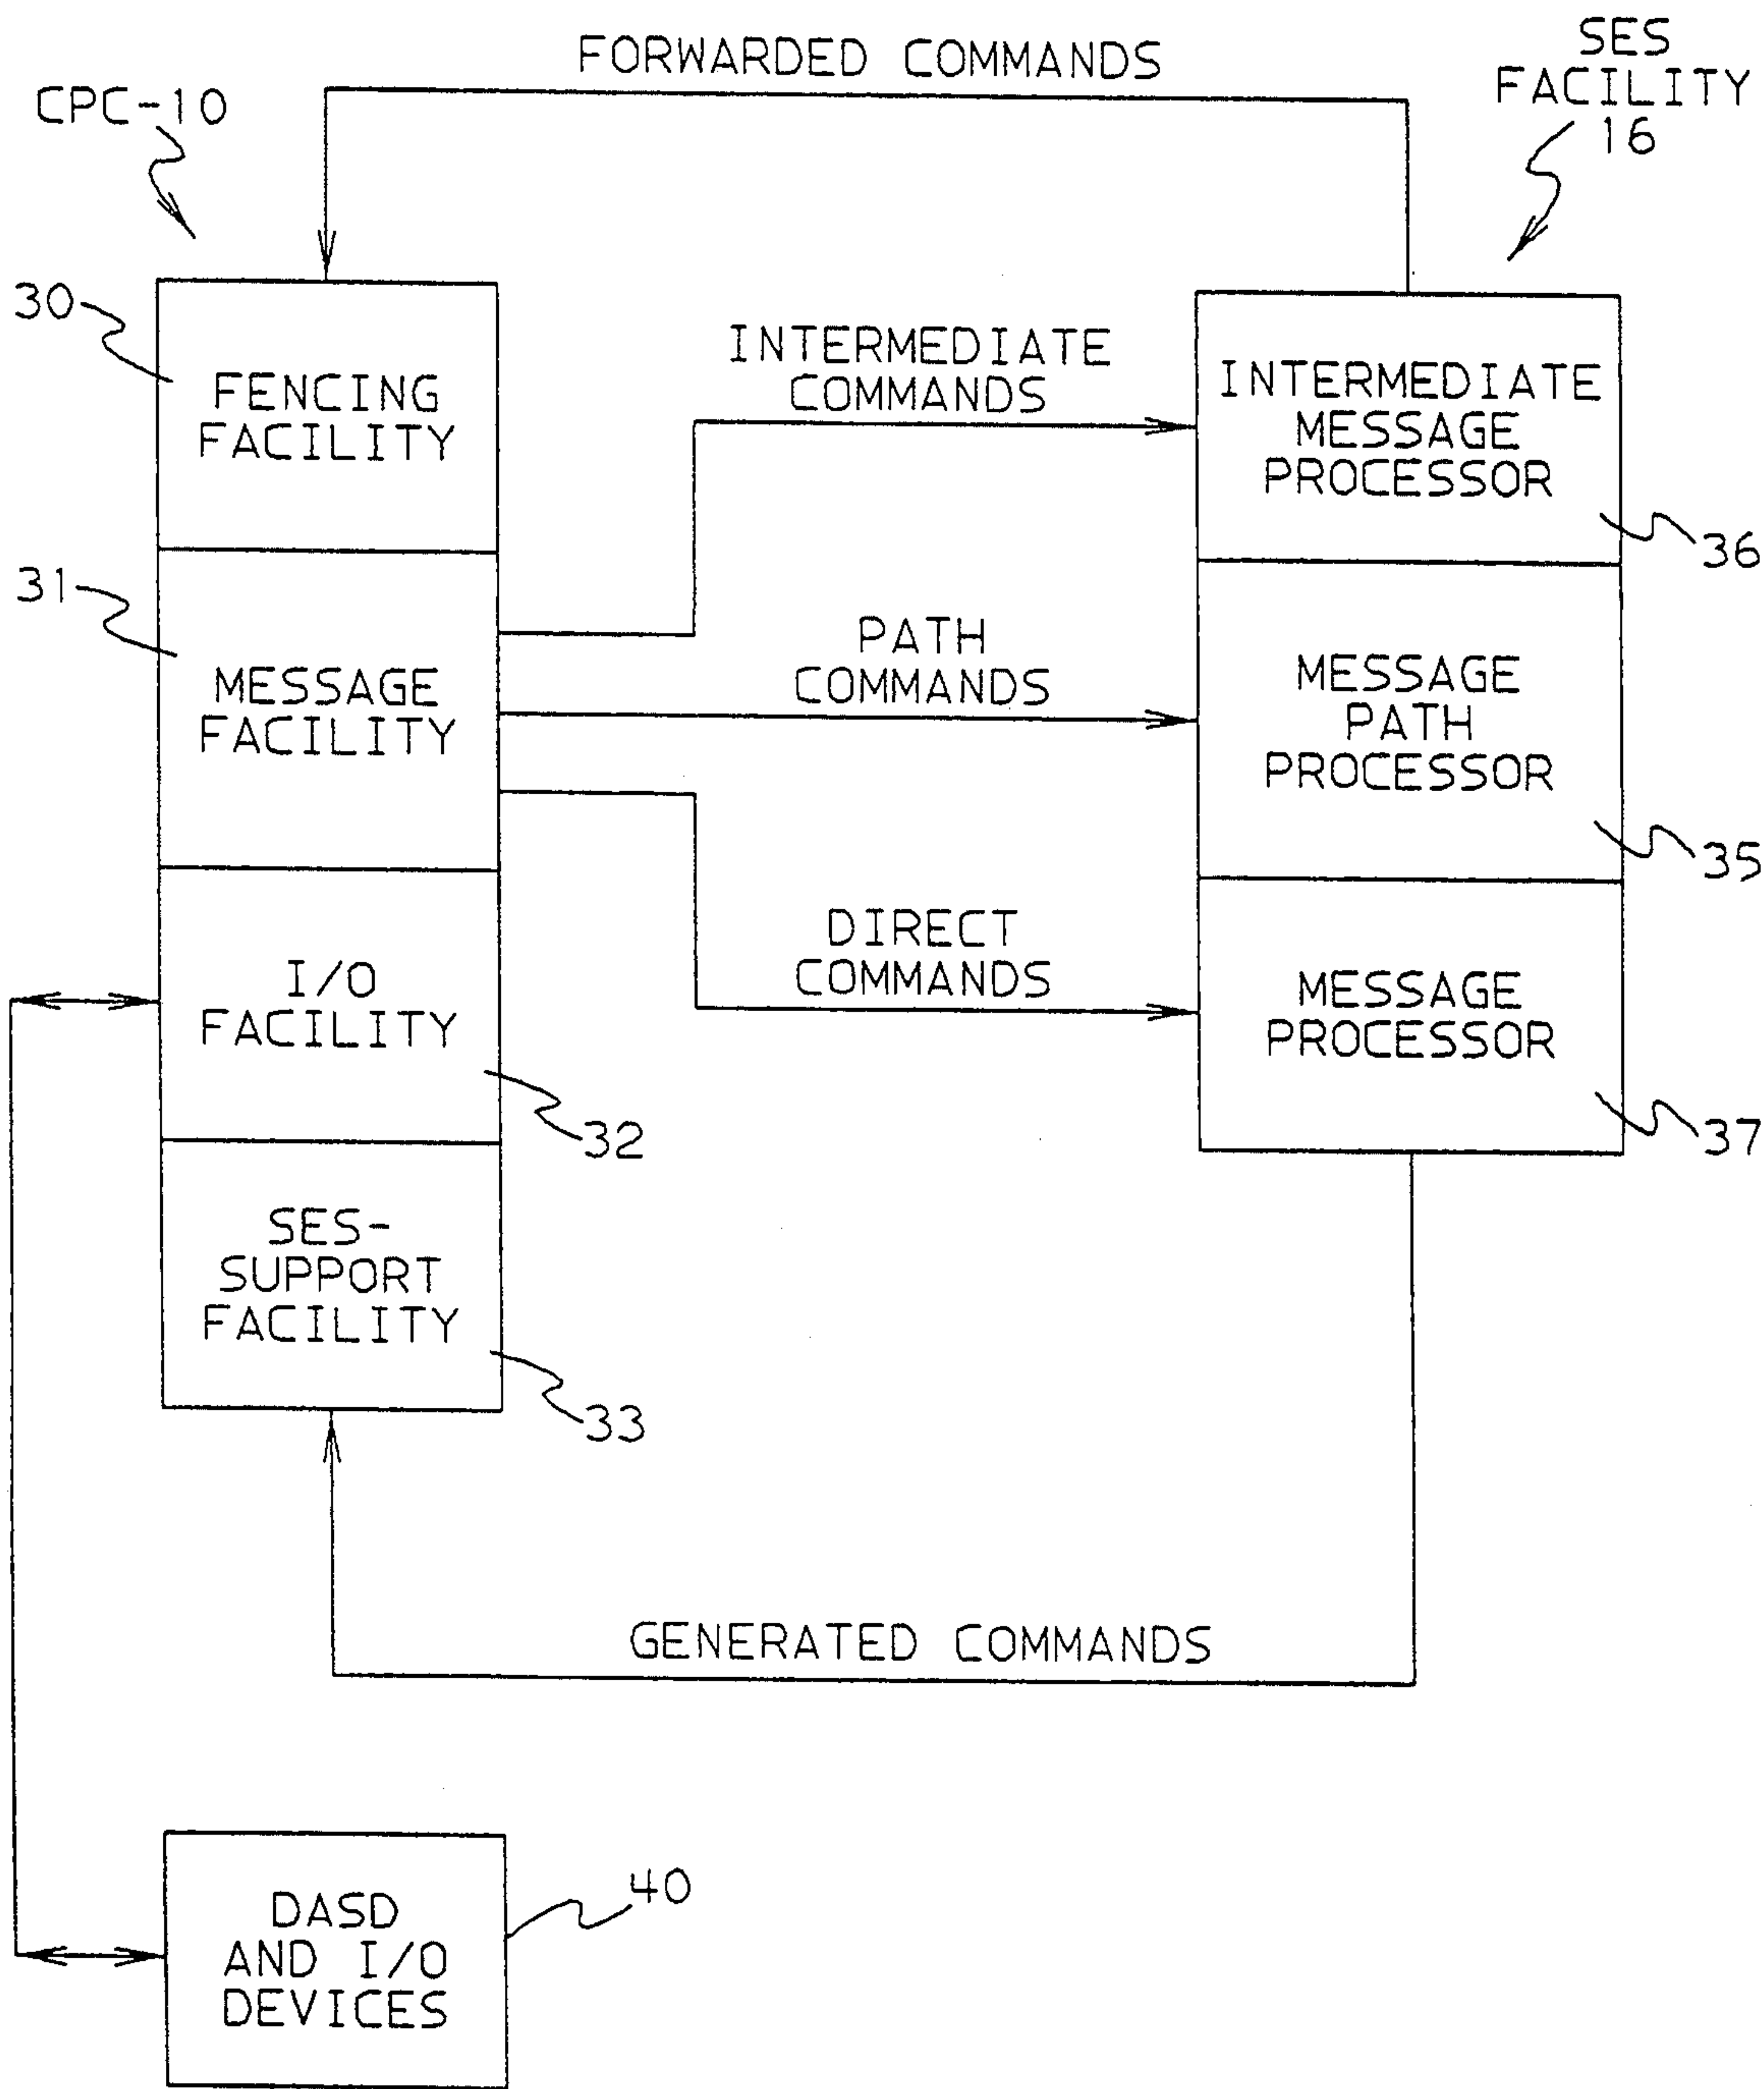 FORWARDED COMMANDS
SES
FACILITY
16
CPC-10
30
FENCING
FACILITY
INTERMEDIATE
COMMANDS
INTERMEDIATE
MESSAGE
PROCESSOR
36
31
MESSAGE
FACILITY
PATH
COMMANDS
MESSAGE
PATH
PROCESSOR
35
I/O
FACILITY
32
DIRECT
COMMANDS
MESSAGE
PROCESSOR
37
SES-
SUPPORT
FACILITY
33
GENERATED COMMANDS
DASD
AND I/O
DEVICES
40